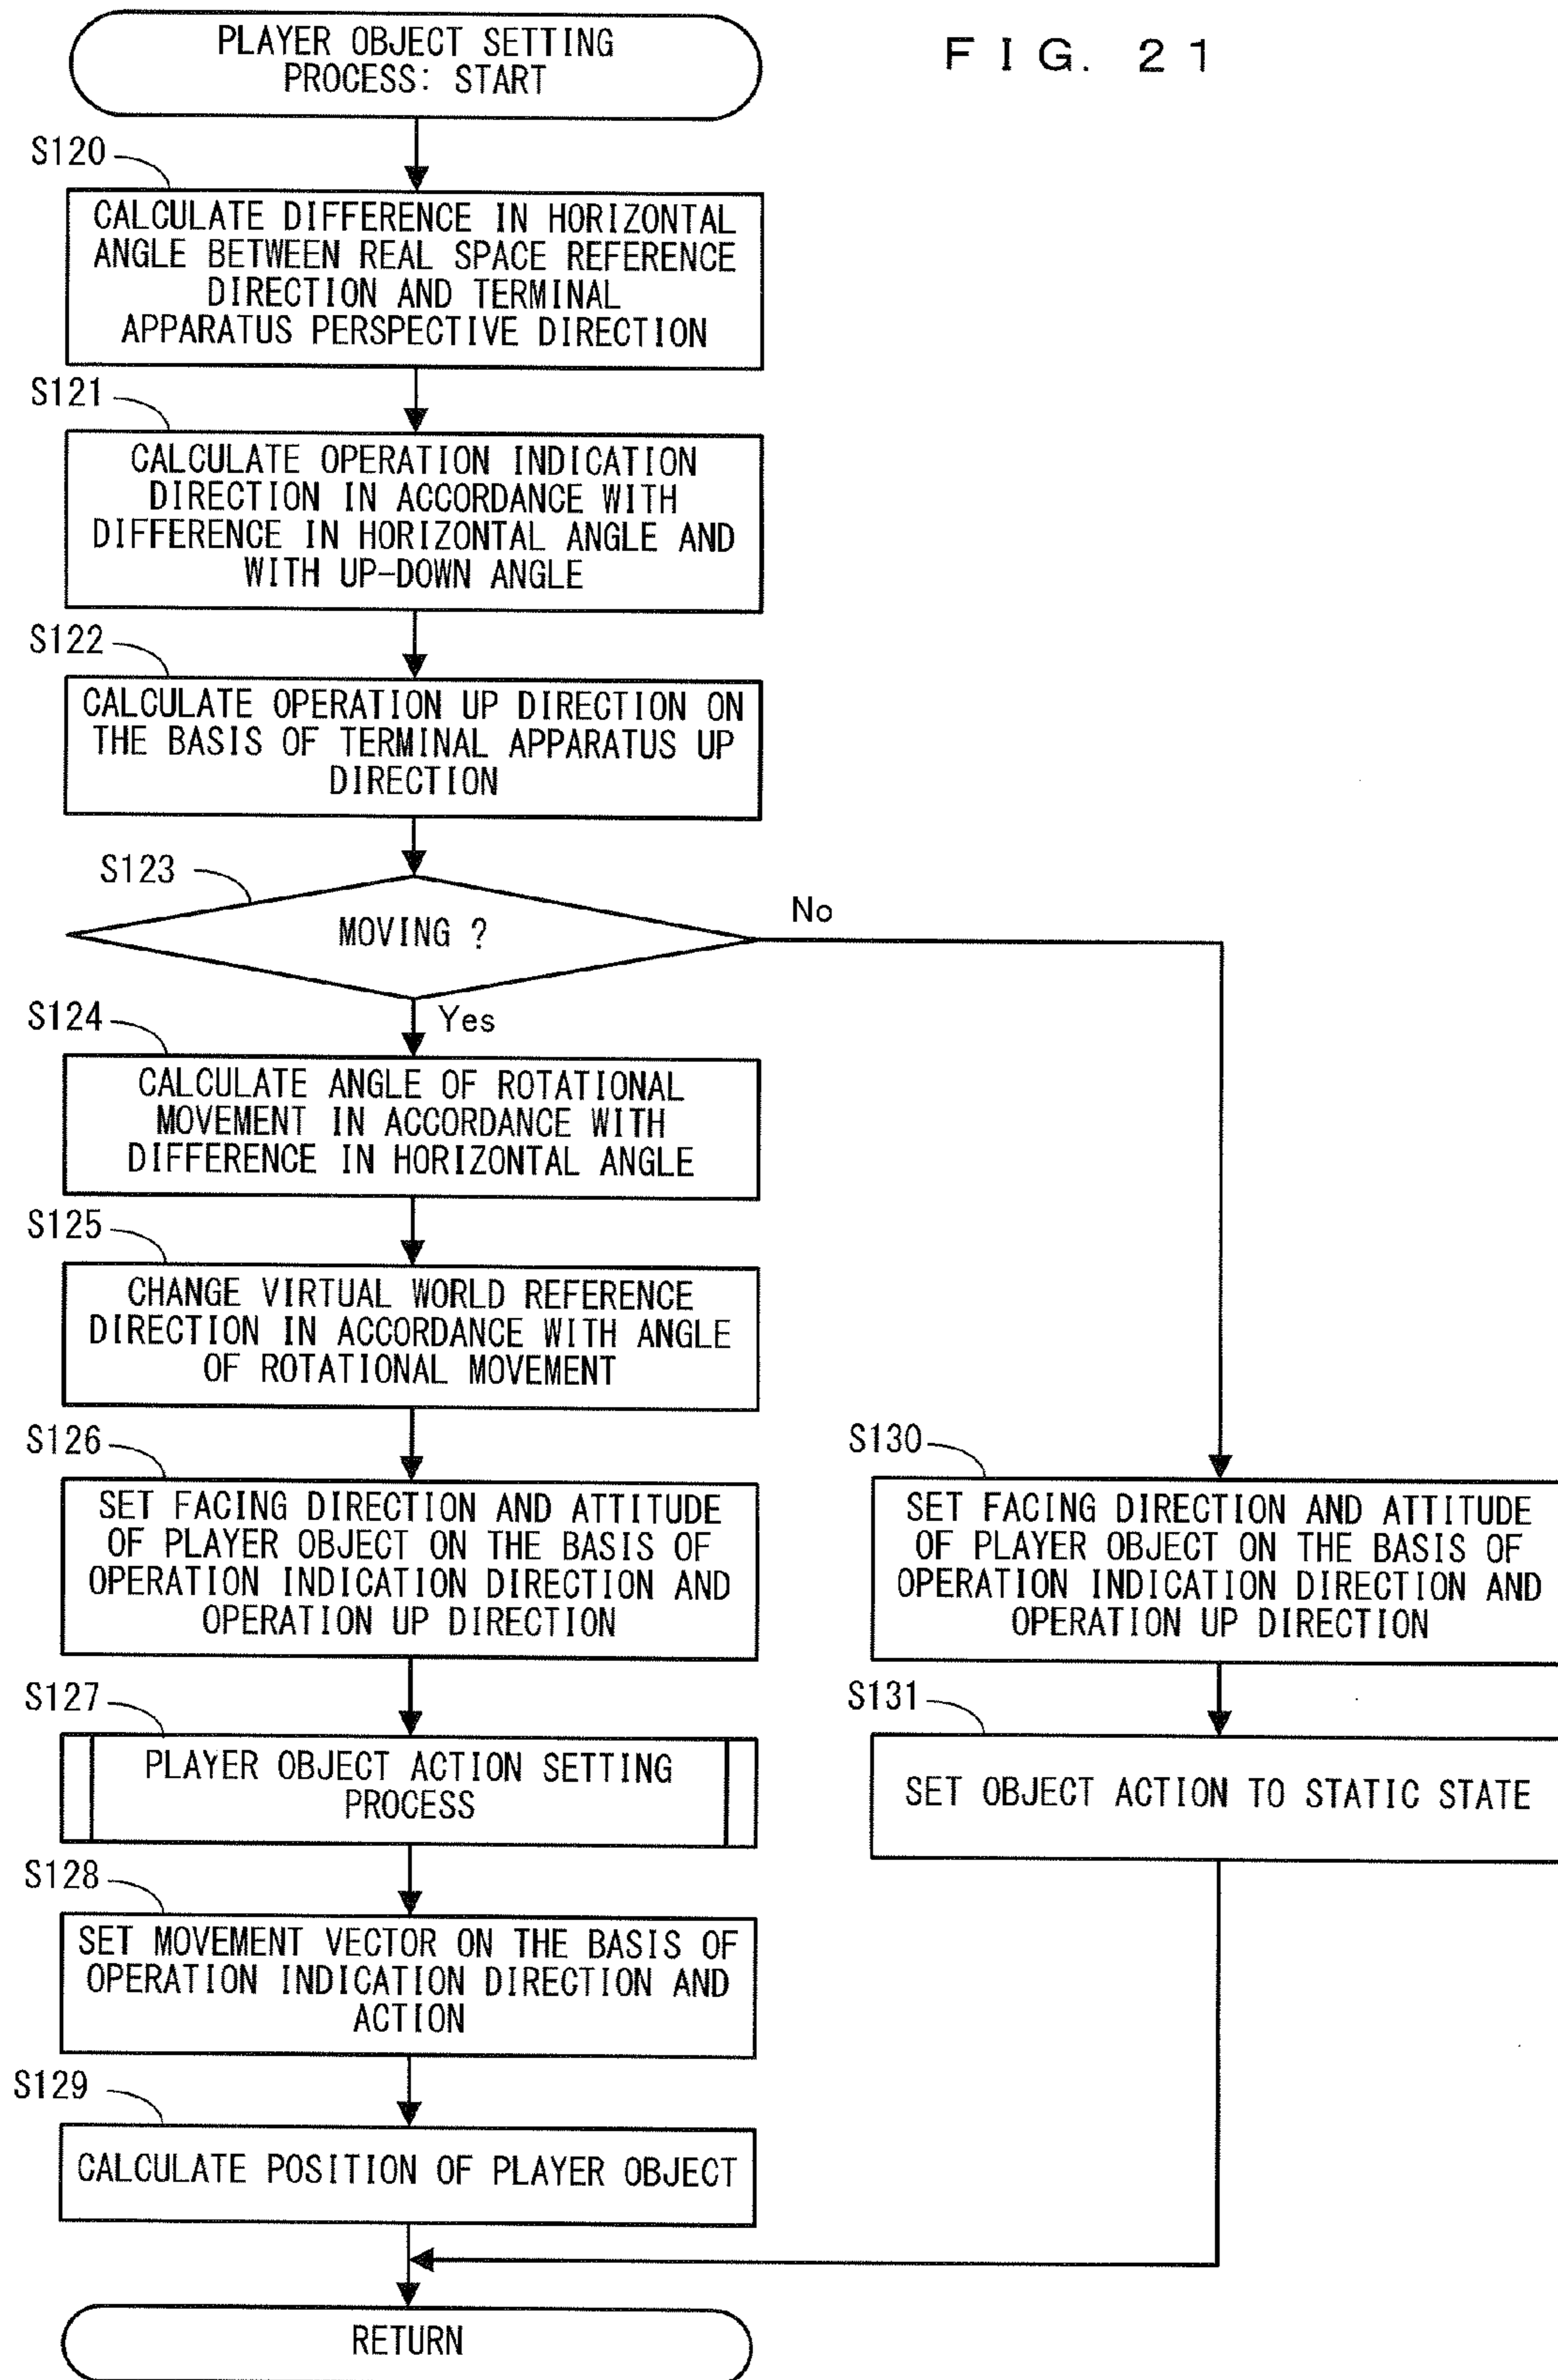 FIG. 21
PLAYER OBJECT SETTING
PROCESS: START
S120
CALCULATE DIFFERENCE IN HORIZONTAL
ANGLE BETWEEN REAL SPACE REFERENCE
DIRECTION AND TERMINAL
APPARATUS PERSPECTIVE DIRECTION
S121
CALCULATE OPERATION INDICATION
DIRECTION IN ACCORDANCE WITH
DIFFERENCE IN HORIZONTAL ANGLE AND
WITH UP-DOWN ANGLE
S122
CALCULATE OPERATION UP DIRECTION ON
THE BASIS OF TERMINAL APPARATUS UP
DIRECTION
S123
MOVING ?
No
Yes
S124
CALCULATE ANGLE OF ROTATIONAL
MOVEMENT IN ACCORDANCE WITH
DIFFERENCE IN HORIZONTAL ANGLE
S125
CHANGE VIRTUAL WORLD REFERENCE
DIRECTION IN ACCORDANCE WITH ANGLE
OF ROTATIONAL MOVEMENT
S126
SET FACING DIRECTION AND ATTITUDE
OF PLAYER OBJECT ON THE BASIS OF
OPERATION INDICATION DIRECTION AND
OPERATION UP DIRECTION
S130
SET FACING DIRECTION AND ATTITUDE
OF PLAYER OBJECT ON THE BASIS OF
OPERATION INDICATION DIRECTION AND
OPERATION UP DIRECTION
S127
PLAYER OBJECT ACTION SETTING
PROCESS
S131
SET OBJECT ACTION TO STATIC STATE
S128
SET MOVEMENT VECTOR ON THE BASIS OF
OPERATION INDICATION DIRECTION AND
ACTION
S129
CALCULATE POSITION OF PLAYER OBJECT
RETURN